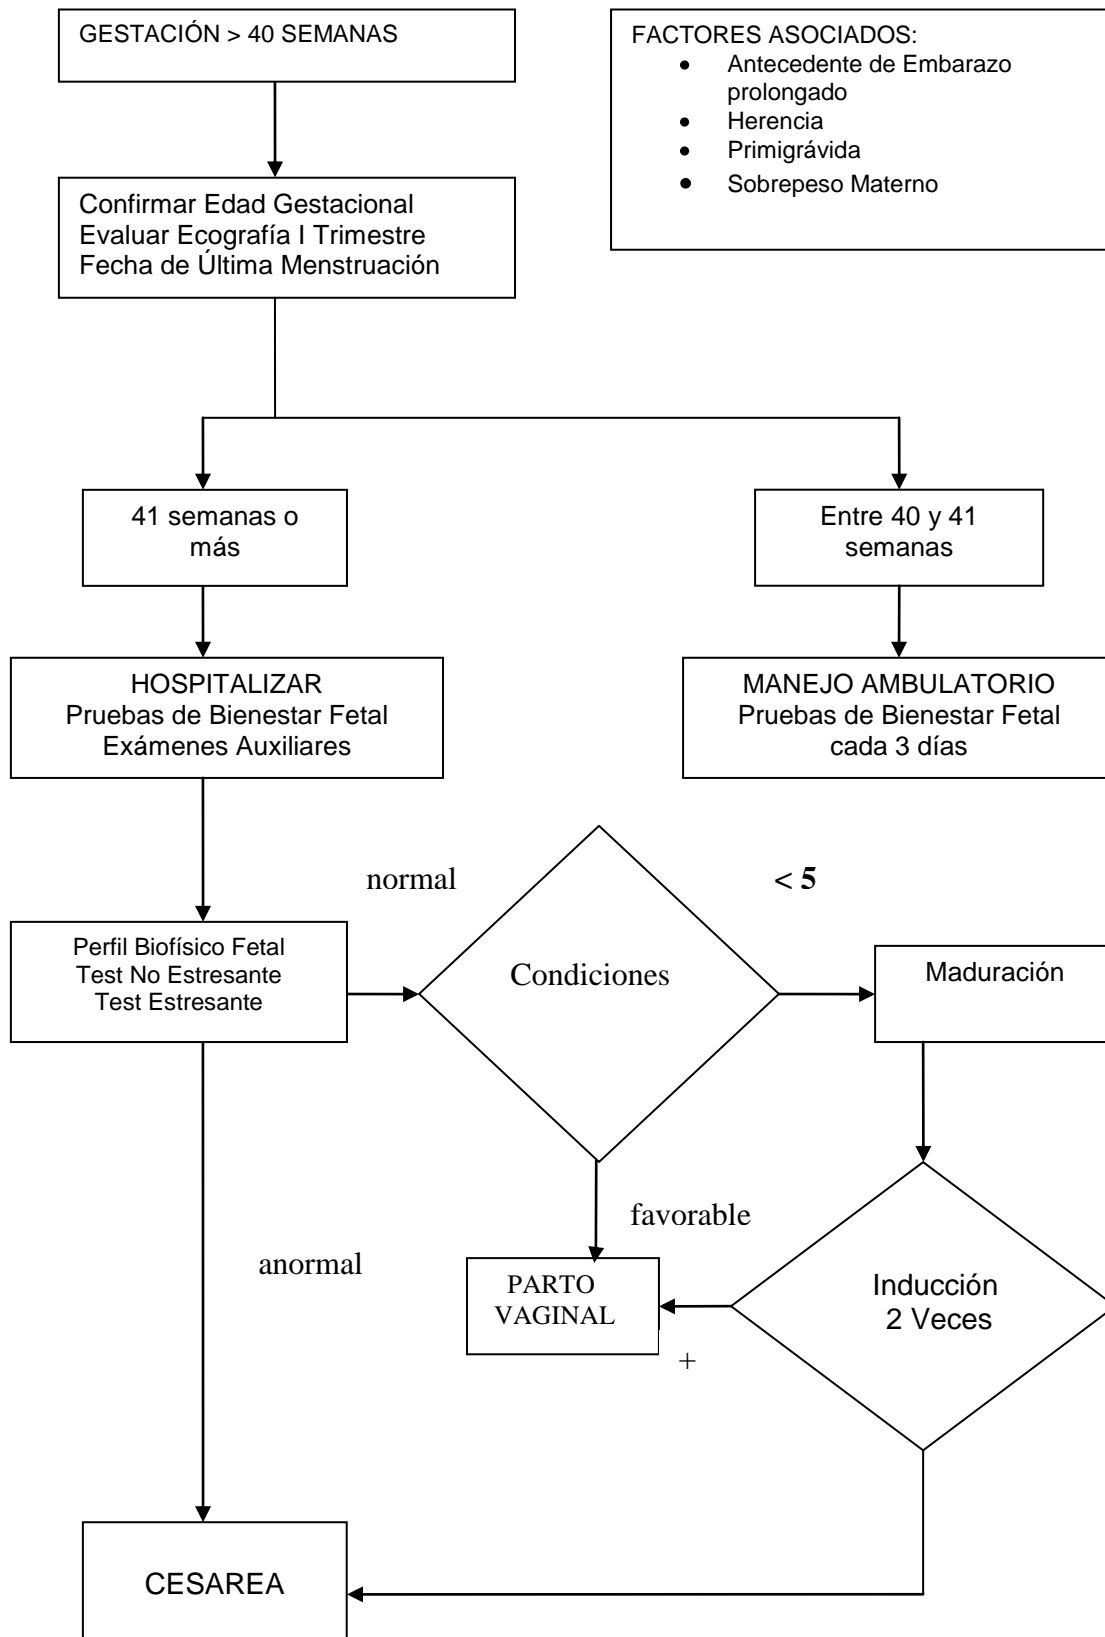 GESTACIÓN > 40 SEMANAS
FACTORES ASOCIADOS:
• Antecedente de Embarazo
prolongado
• Herencia
• Primigrávida
• Sobrepeso Materno
Confirmar Edad Gestacional
Evaluar Ecografía I Trimestre
Fecha de Última Menstruación
41 semanas o
más
Entre 40 y 41
semanas
HOSPITALIZAR
Pruebas de Bienestar Fetal
Exámenes Auxiliares
MANEJO AMBULATORIO
Pruebas de Bienestar Fetal
cada 3 días
normal
< 5
Perfil Biofísico Fetal
Test No Estresante
Test Estresante
Condiciones
Maduración
favorable
anormal
PARTO
VAGINAL
+
Inducción
2 Veces
CESAREA